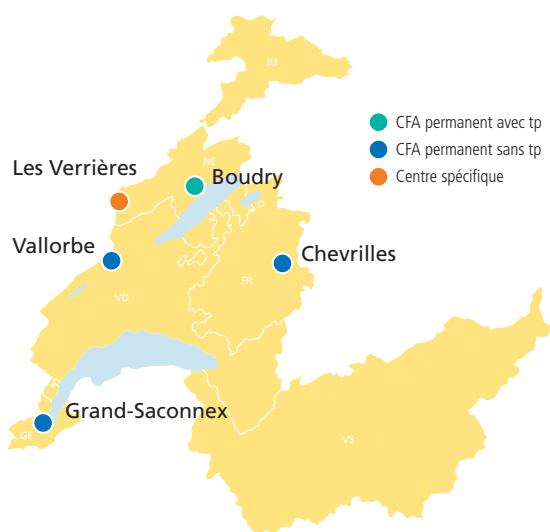 JU
CFA permanent avec tp
CFA permanent sans tp
Centre spécifique
NE
Les Verrières
Boudry
Vallorbe
Chevrilles
FR
VD
Grand-Saconnex
GE
VS